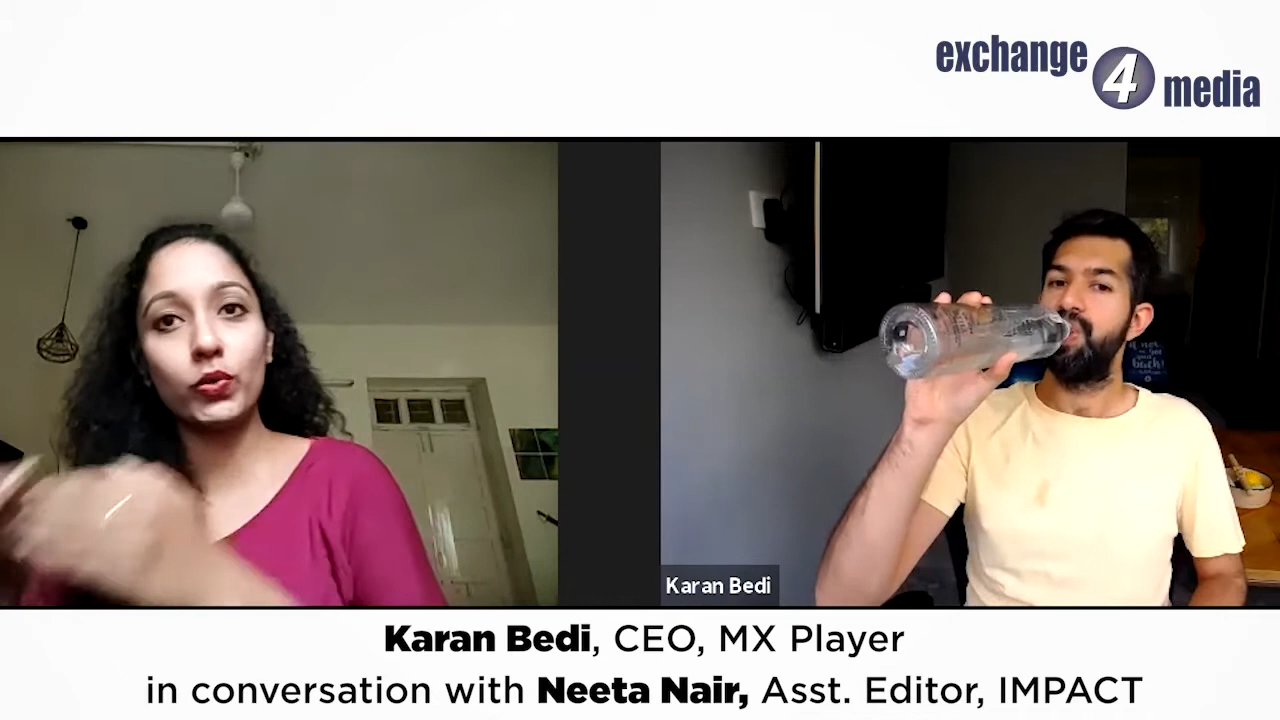 exchange
4
media
Karan Bedi
Karan Bedi, CEO, MX Player
in conversation with Neeta Nair, Asst. Editor, IMPACT